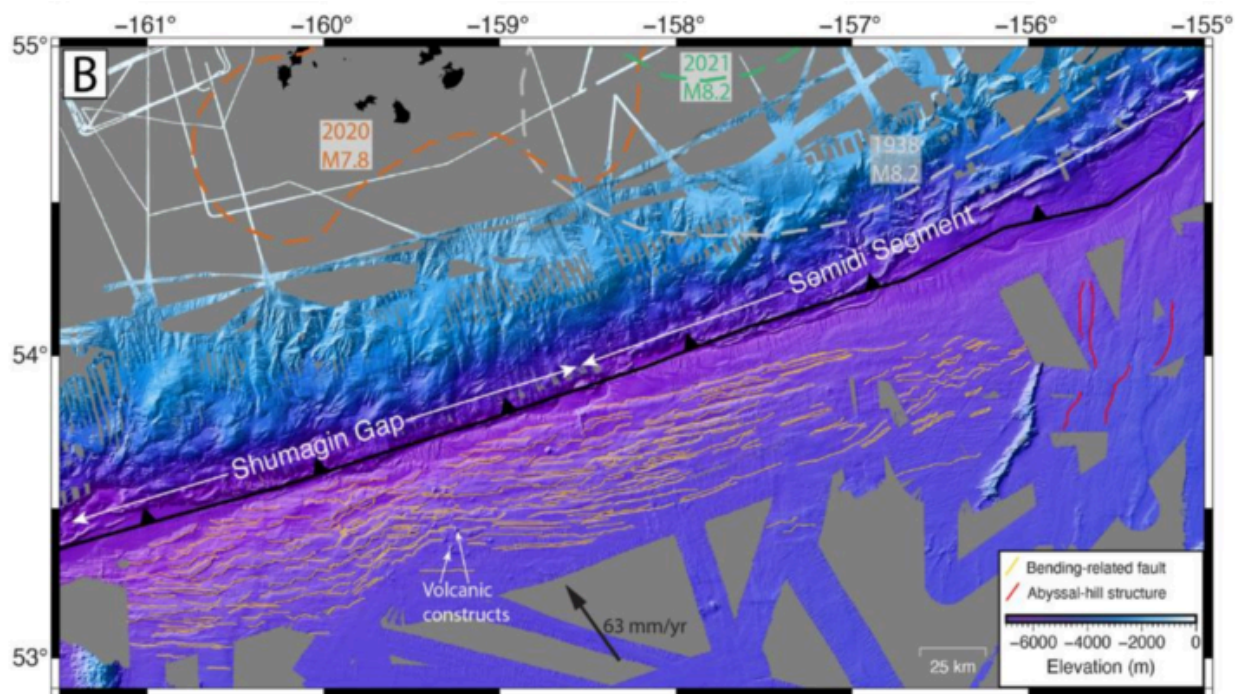 −161° −160° −159° −158° −157° −156° −155°
55°
B
2021
M8.2
2020
M7.8
1938
M8.2
Semidi Segment
54°
Shumagin Gap
Volcanic
constructs
63 mm/yr
53°
Bending-related fault
Abyssal-hill structure
−6000 −4000 −2000 0
Elevation (m)
25 km